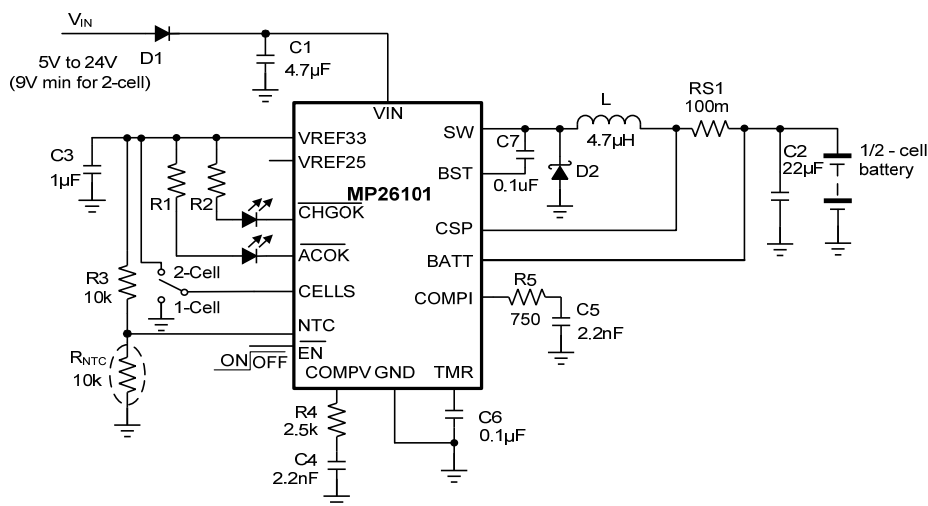 VIN
D1
5V to 24V
(9V min for 2-cell)
C1
4.7µF
VIN
RS1
100m
L
4.7µH
C3
1µF
VREF33
VREF25
MP26101
SW
C7
BST
0.1uF
D2
C2
22µF
1/2 - cell
battery
R1
R2
CHGOK
ACOK
CSP
BATT
R3
10k
2-Cell
1-Cell
CELLS
COMPI
R5
750
C5
2.2nF
NTC
RNTC
10k
ON OFF
EN
COMPV GND
TMR
R4
2.5k
C6
0.1µF
C4
2.2nF